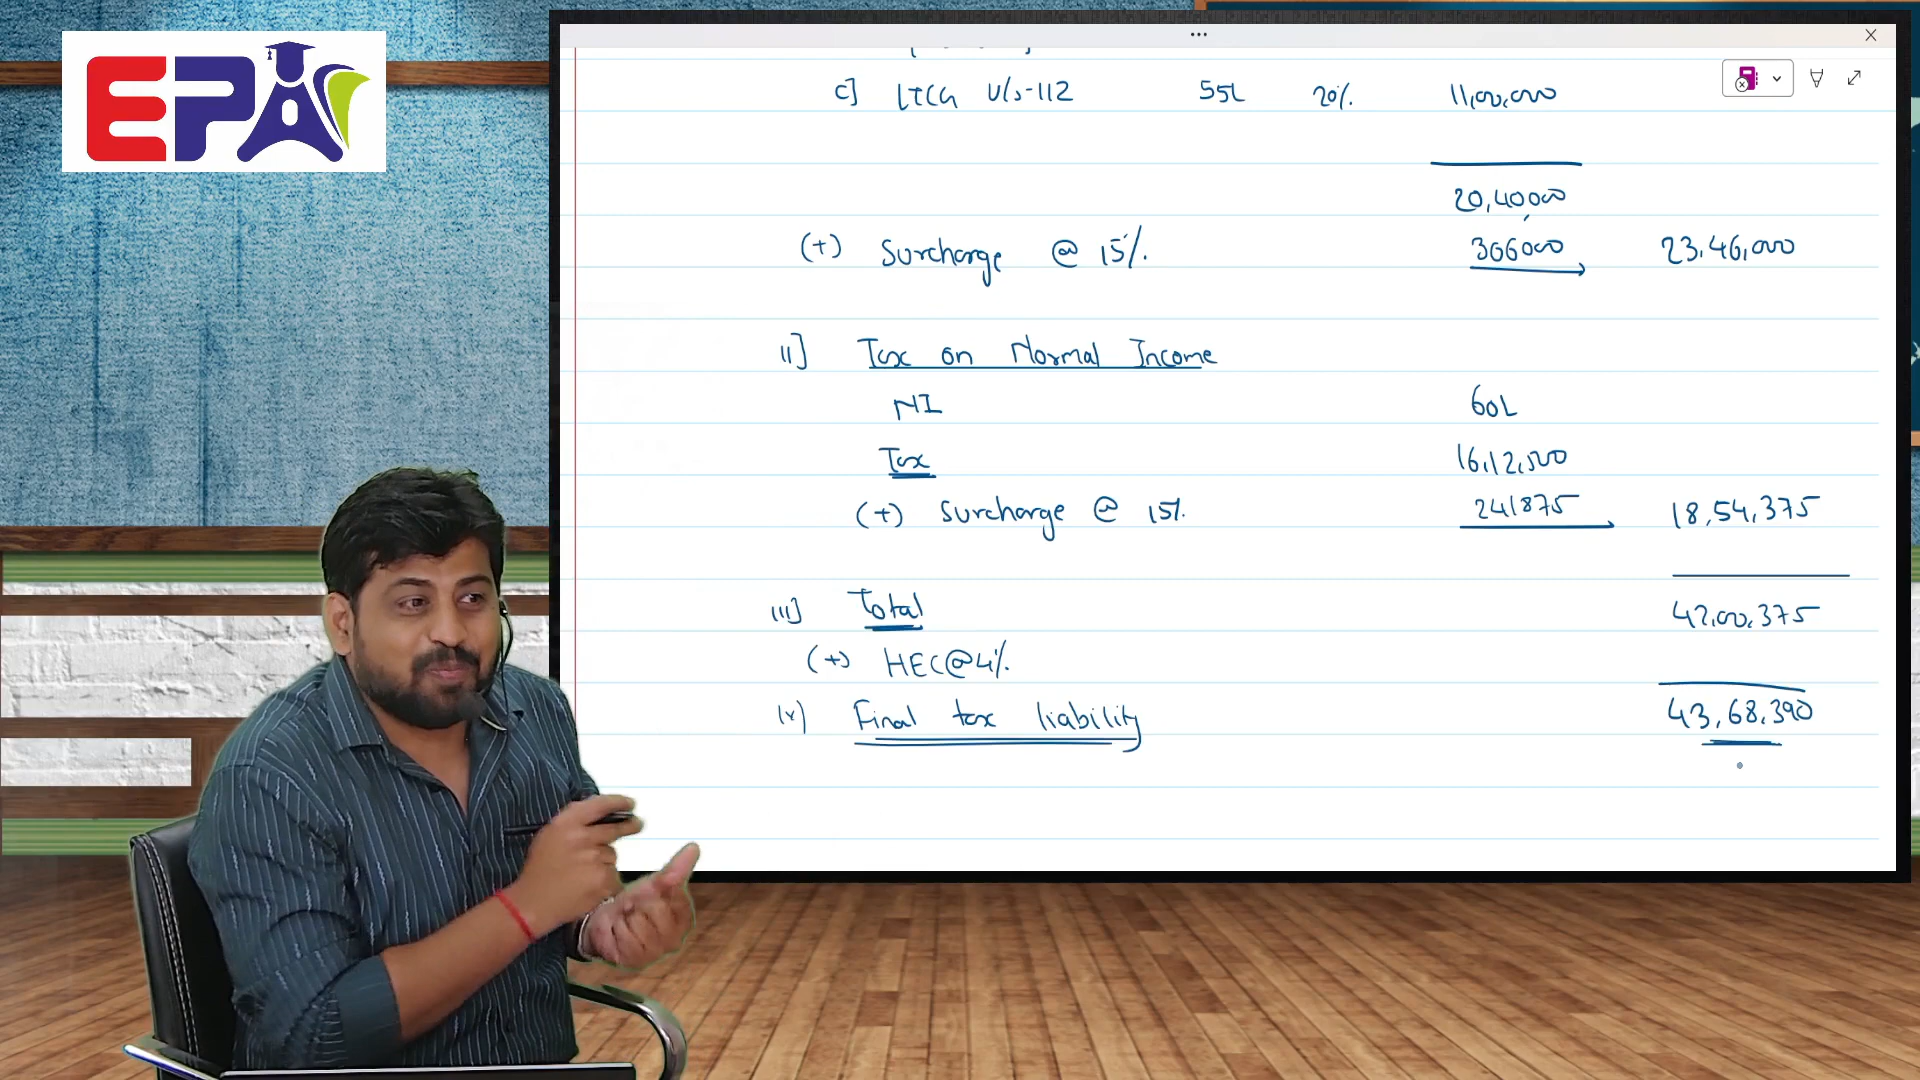 EPA
c] LTCG U/s-112 55L 20% 11,00,000
20,40,000
(+) Surcharge @ 15% 306000 23,46,000
II] Tax on Normal Income
NI 60L
Tax 16,12,500
(+) Surcharge @ 15% 241875 18,54,375
III] Total 42,00,375
(+) HEC@4%
IV) Final tax liability 43,68,390